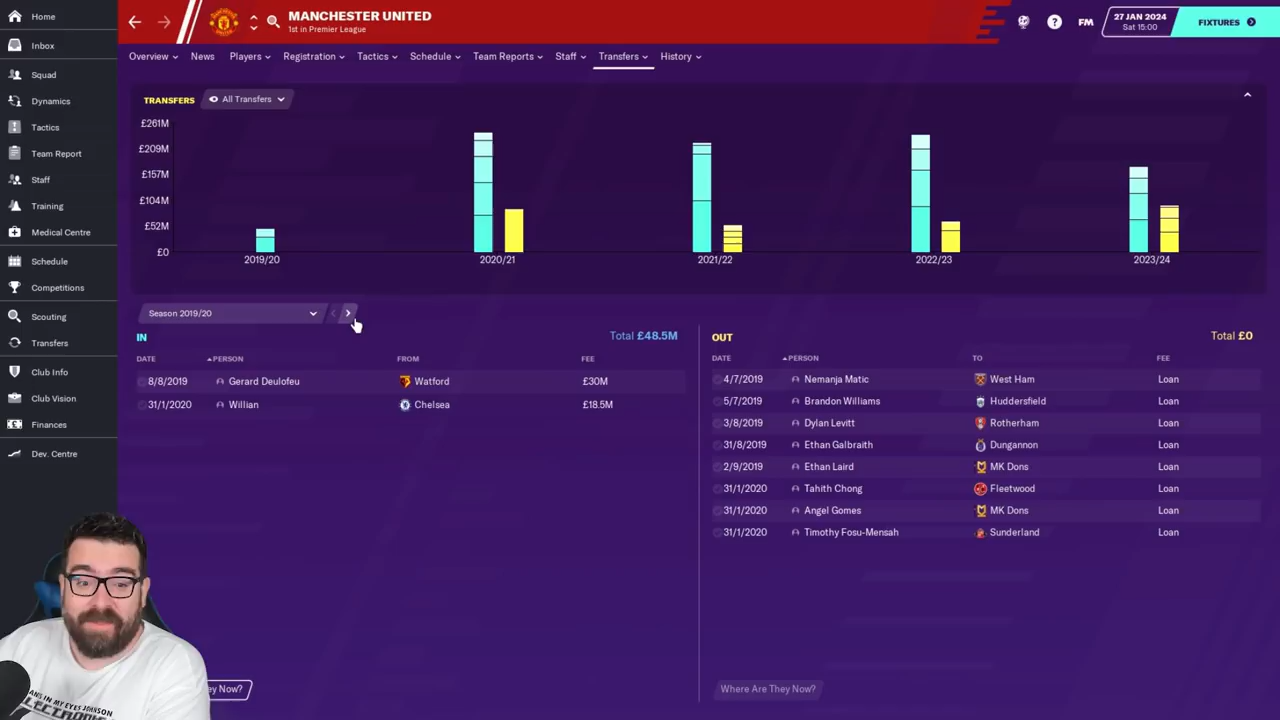 Home
Inbox
Squad
Dynamics
Tactics
Team Report
Staff
Training
Medical Centre
Schedule
Competitions
Scouting
Transfers
Club Info
Club Vision
Finances
Dev. Centre
MANCHESTER UNITED
1st in Premier League
FM
27 JAN 2024
Sat 15:00
FIXTURES
Overview News Players Registration Tactics Schedule Team Reports Staff Transfers History
TRANSFERS All Transfers
£261M
£209M
£157M
£104M
£52M
£0
2019/20 2020/21 2021/22 2022/23 2023/24
Season 2019/20
IN Total £48.5M
DATE PERSON FROM FEE
8/8/2019 Gerard Deulofeu Watford £30M
31/1/2020 Willian Chelsea £18.5M
OUT Total £0
DATE PERSON TO FEE
4/7/2019 Nemanja Matic West Ham Loan
5/7/2019 Brandon Williams Huddersfield Loan
3/8/2019 Dylan Levitt Rotherham Loan
31/8/2019 Ethan Galbraith Dungannon Loan
2/9/2019 Ethan Laird MK Dons Loan
31/1/2020 Tahith Chong Fleetwood Loan
31/1/2020 Angel Gomes MK Dons Loan
31/1/2020 Timothy Fosu-Mensah Sunderland Loan
ey Now?
Where Are They Now?
ANS IN MY EYES JOHNSON